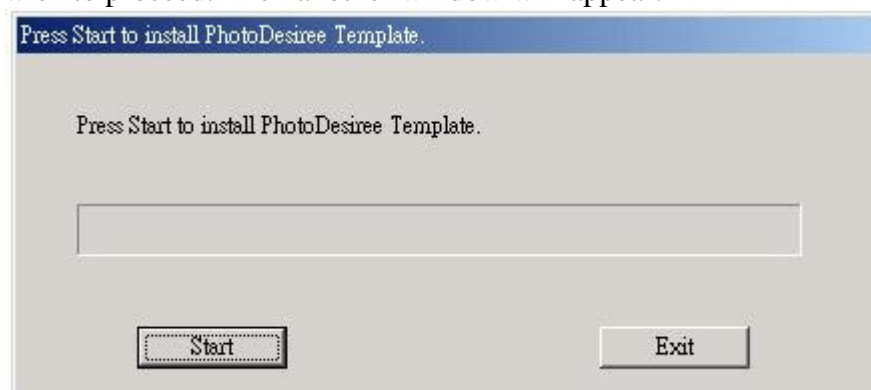 Press Start to install PhotoDesiree Template.
Press Start to install PhotoDesiree Template.
Start
Exit